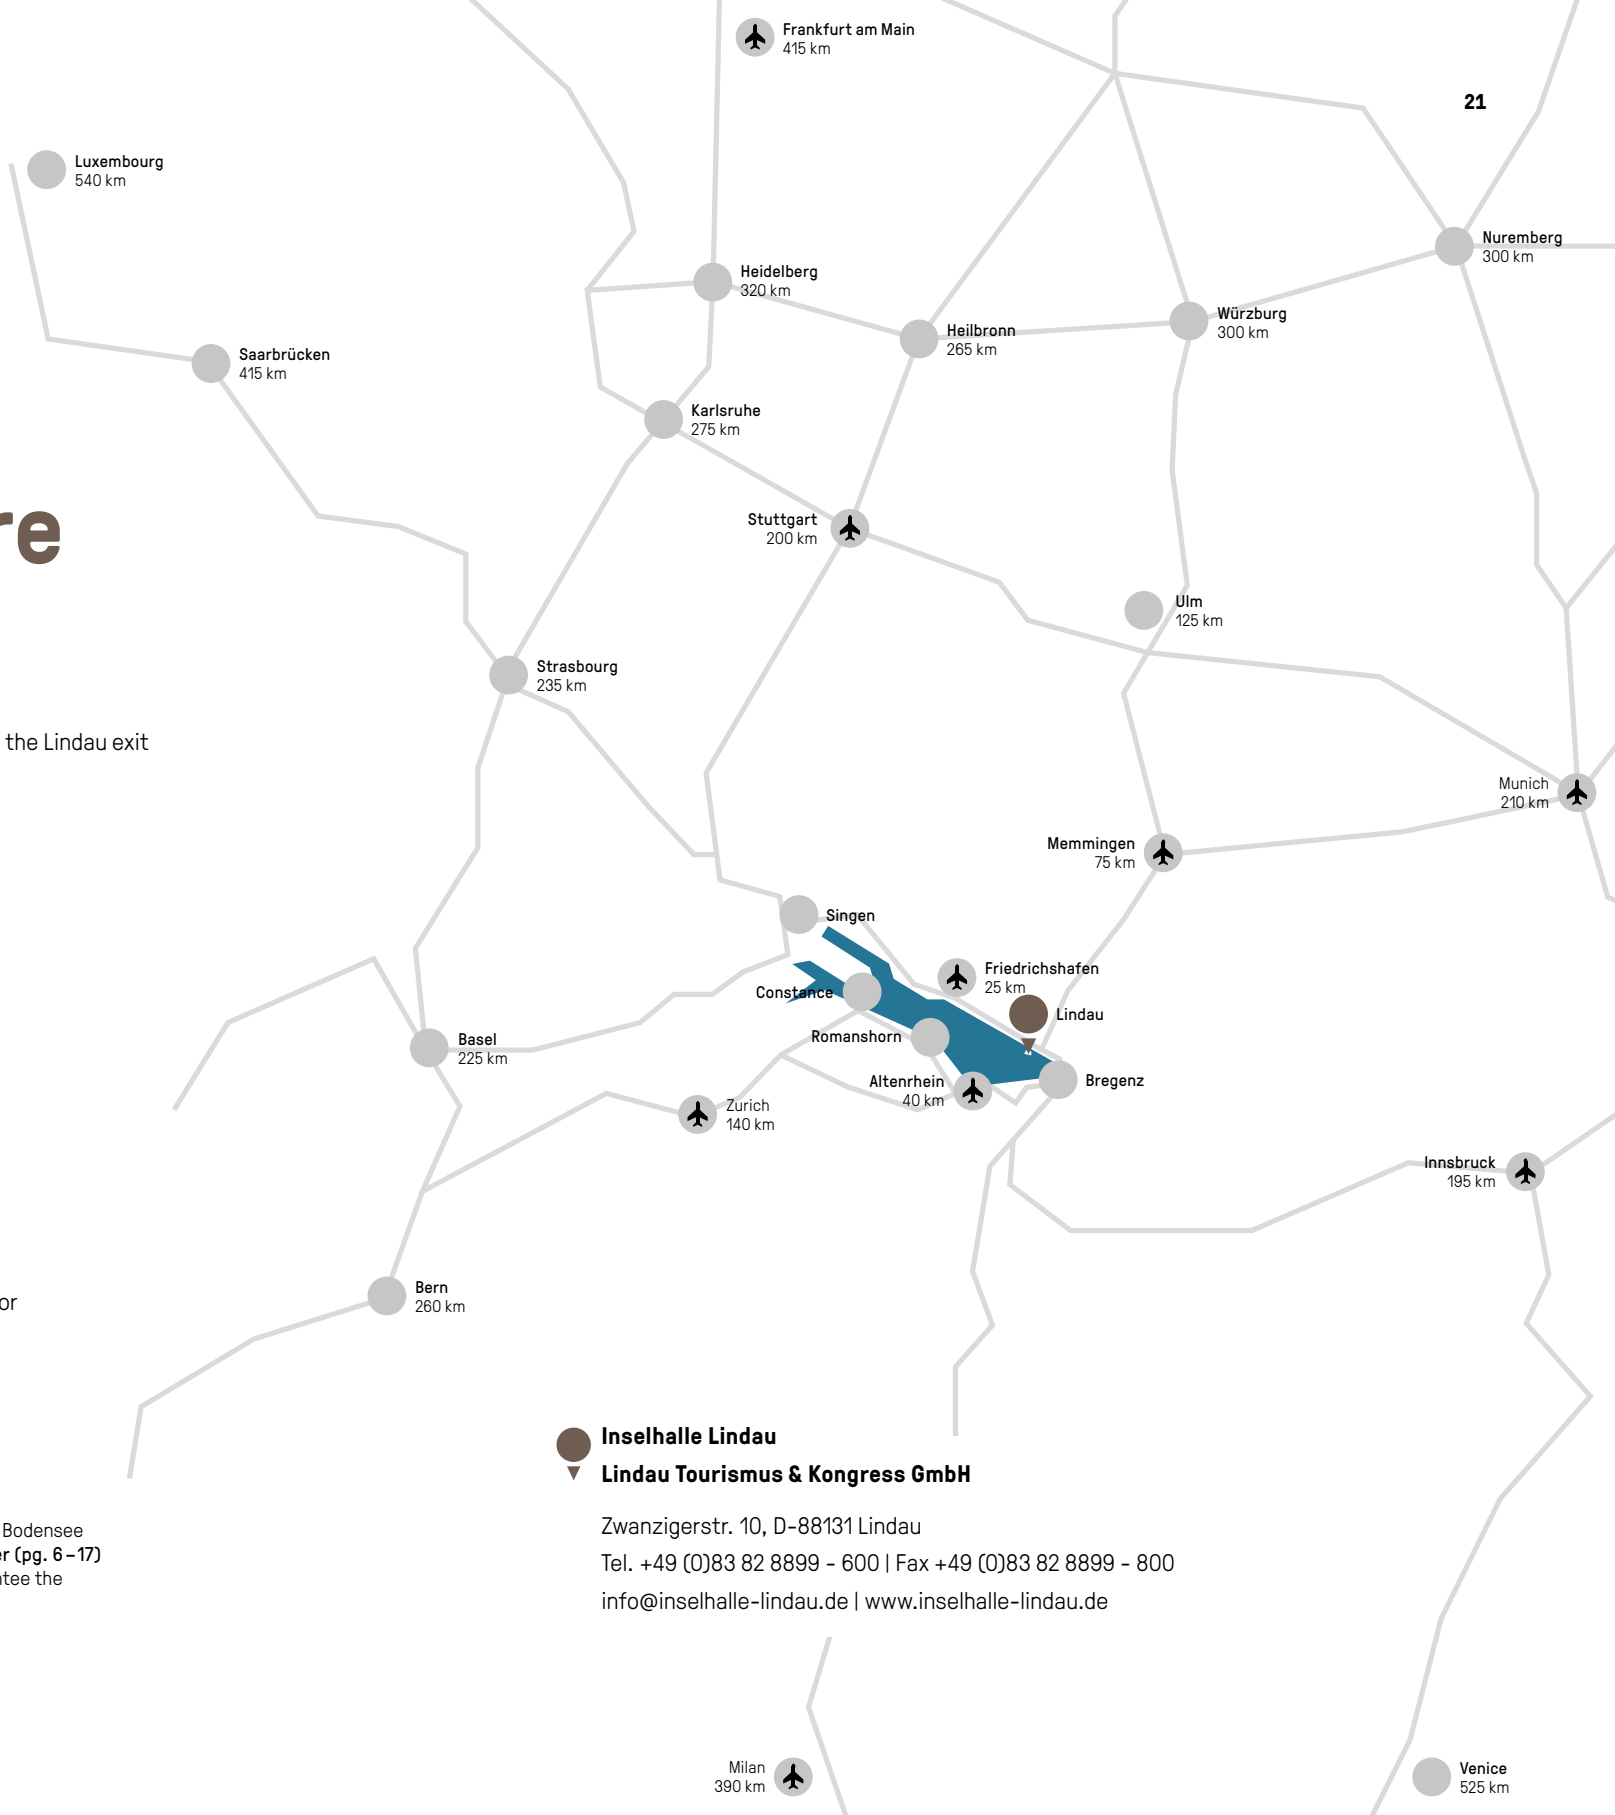 Frankfurt am Main
415 km
21
Luxembourg
540 km
Nuremberg
300 km
Heidelberg
320 km
Würzburg
300 km
Heilbronn
265 km
Saarbrücken
415 km
Karlsruhe
275 km
re
Stuttgart
200 km
Ulm
125 km
Strasbourg
235 km
the Lindau exit
Munich
210 km
Memmingen
75 km
Singen
Friedrichshafen
25 km
Constance
Lindau
Romanshorn
Basel
225 km
Altenrhein
40 km
Bregenz
Zurich
140 km
Innsbruck
195 km
Bern
260 km
or
Inselhalle Lindau
Lindau Tourismus & Kongress GmbH
Zwanzigerstr. 10, D-88131 Lindau
Tel. +49 (0)83 82 8899 - 600 | Fax +49 (0)83 82 8899 - 800
info@inselhalle-lindau.de | www.inselhalle-lindau.de
Bodensee
er (pg. 6–17)
ntee the
Milan
390 km
Venice
525 km